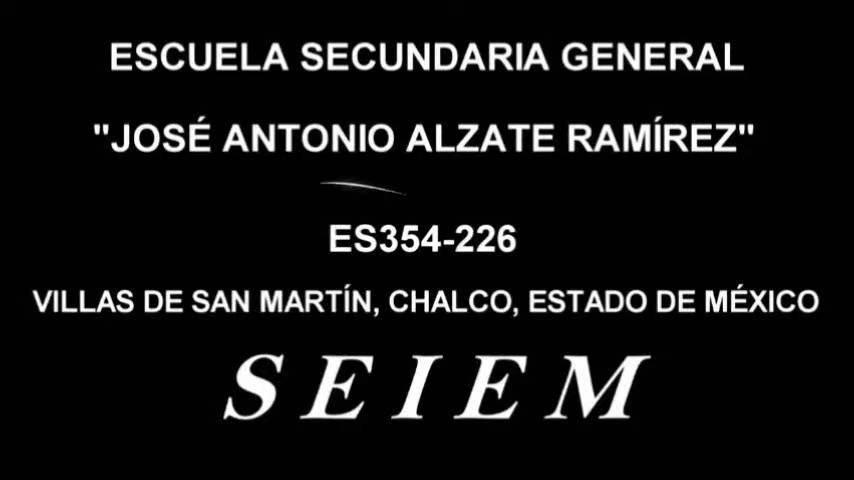 ESCUELA SECUNDARIA GENERAL
"JOSÉ ANTONIO ALZATE RAMÍREZ"
ES354-226
VILLAS DE SAN MARTÍN, CHALCO, ESTADO DE MÉXICO
SEIEM